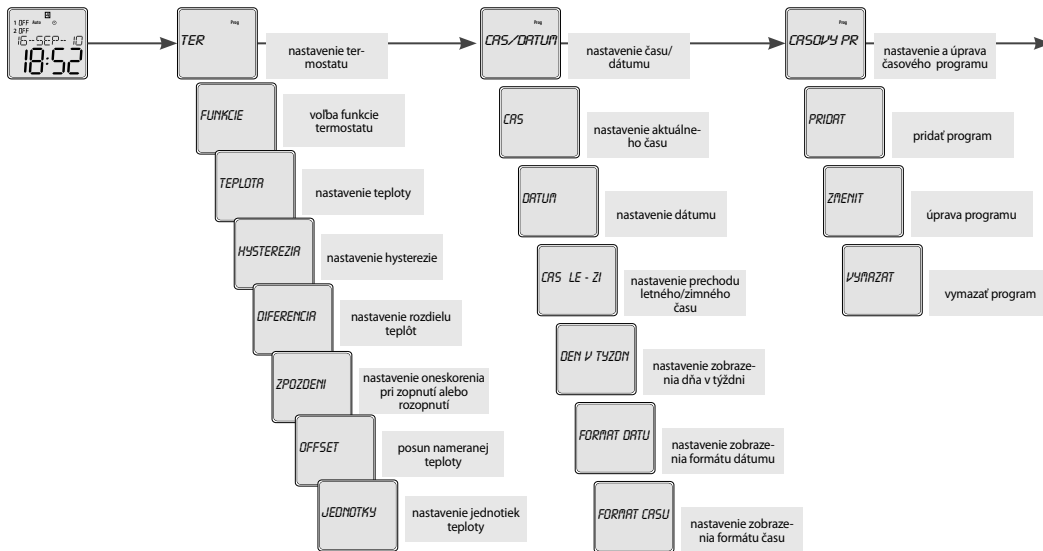 1 OFF Auto
2 OFF
16-SEP-10
18:52
Prog
TER
nastavenie ter-
mostatu
FUNKCIE
voľba funkcie
termostatu
TEPLOTA
nastavenie teploty
HYSTEREZIA
nastavenie hysterezie
DIFERENCIA
nastavenie rozdielu
teplôt
ZPOZDENI
nastavenie oneskorenia
pri zopnutí alebo
rozopnutí
OFFSET
posun nameranej
teploty
JEDNOTKY
nastavenie jednotiek
teploty
Prog
CAS/DATUM
nastavenie času/
dátumu
CAS
nastavenie aktuálne-
ho času
DATUM
nastavenie dátumu
CAS LE - ZI
nastavenie prechodu
letného/zimného
času
DEN V TYZDN
nastavenie zobraze-
nia dňa v týždni
FORMAT DATU
nastavenie zobraze-
nia formátu dátumu
FORMAT CASU
nastavenie zobraze-
nia formátu času
Prog
CASOVY PR
nastavenie a úprava
časového programu
PRIDAT
pridať program
ZMENIT
úprava programu
VYMAZAT
vymazať program